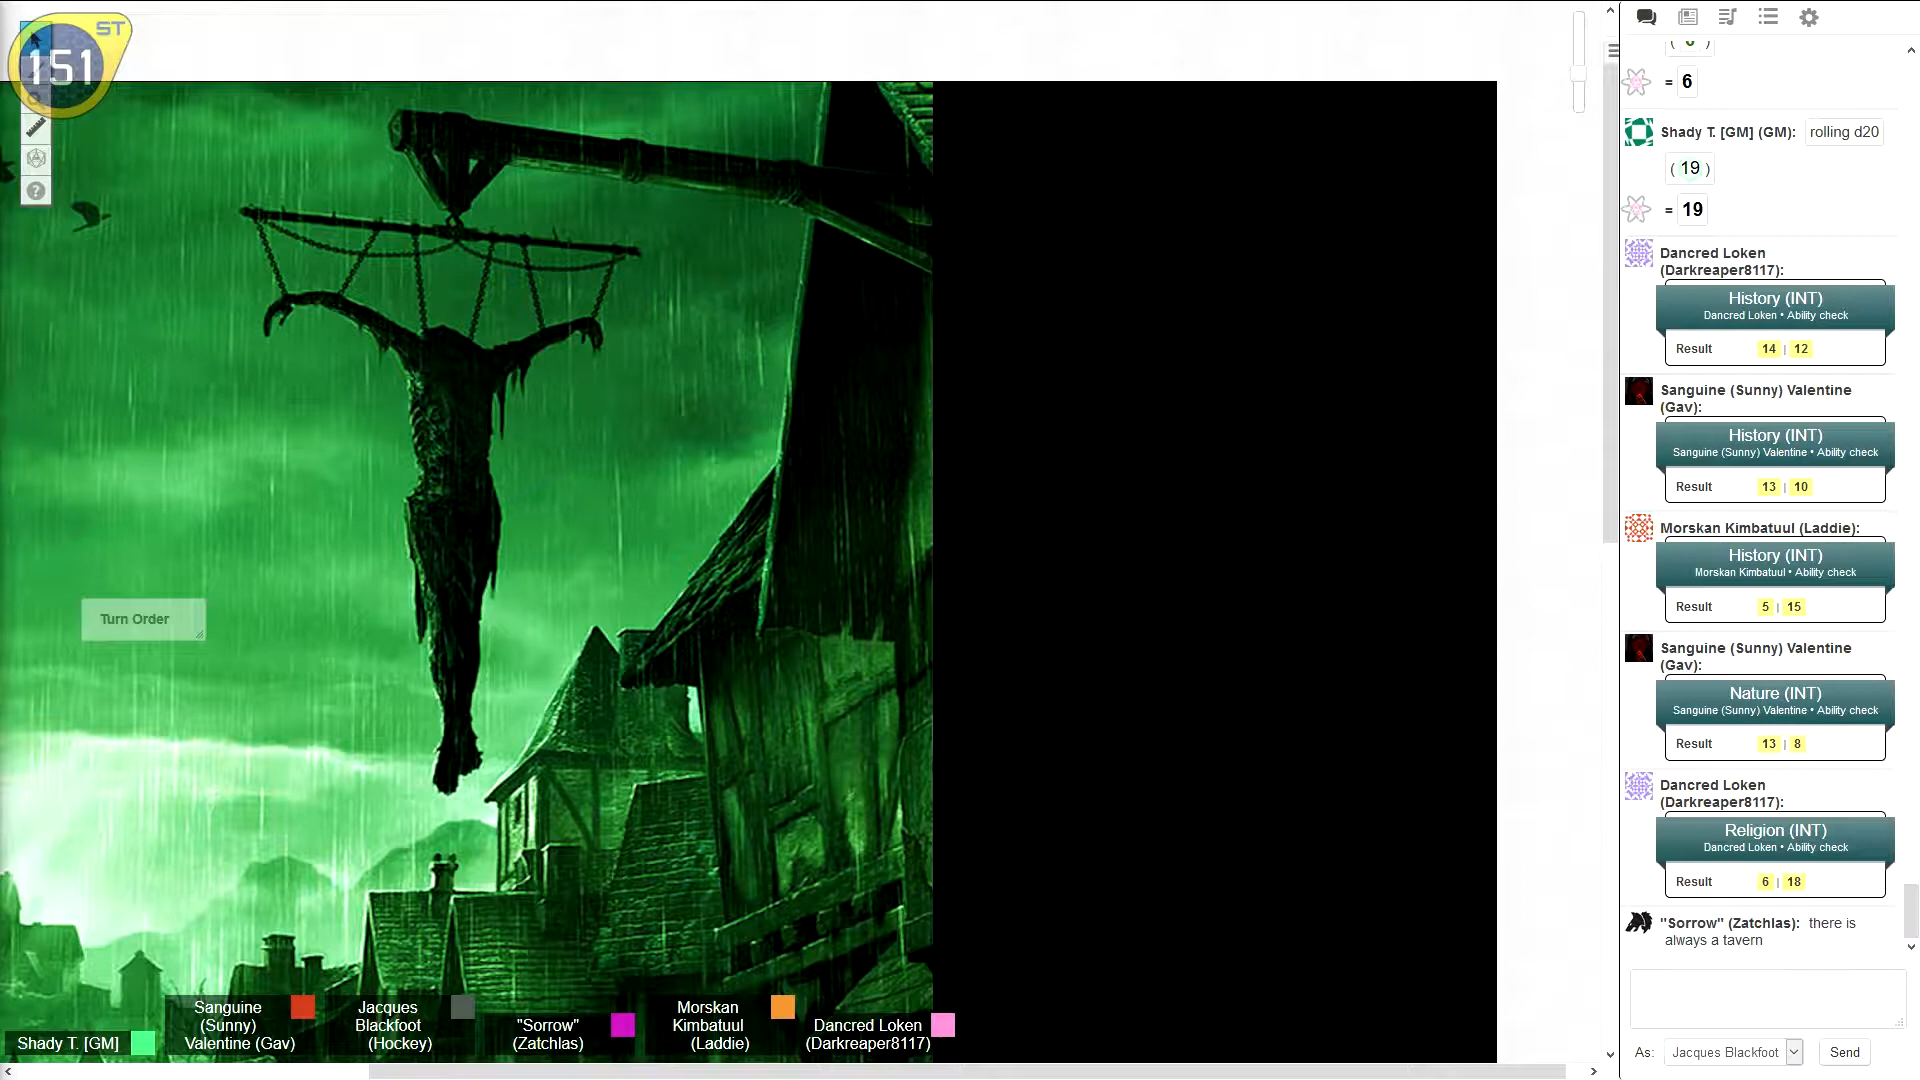 ST
151
Turn Order
Shady T. [GM]
Sanguine
(Sunny)
Valentine (Gav)
Jacques
Blackfoot
(Hockey)
"Sorrow"
(Zatchlas)
Morskan
Kimbatuul
(Laddie)
Dancred Loken
(Darkreaper8117)
= 6
Shady T. [GM] (GM): rolling d20
( 19 )
= 19
Dancred Loken
(Darkreaper8117):
History (INT)
Dancred Loken • Ability check
Result 14 | 12
Sanguine (Sunny) Valentine
(Gav):
History (INT)
Sanguine (Sunny) Valentine • Ability check
Result 13 | 10
Morskan Kimbatuul (Laddie):
History (INT)
Morskan Kimbatuul • Ability check
Result 5 | 15
Sanguine (Sunny) Valentine
(Gav):
Nature (INT)
Sanguine (Sunny) Valentine • Ability check
Result 13 | 8
Dancred Loken
(Darkreaper8117):
Religion (INT)
Dancred Loken • Ability check
Result 6 | 18
"Sorrow" (Zatchlas): there is
always a tavern
As: Jacques Blackfoot Send